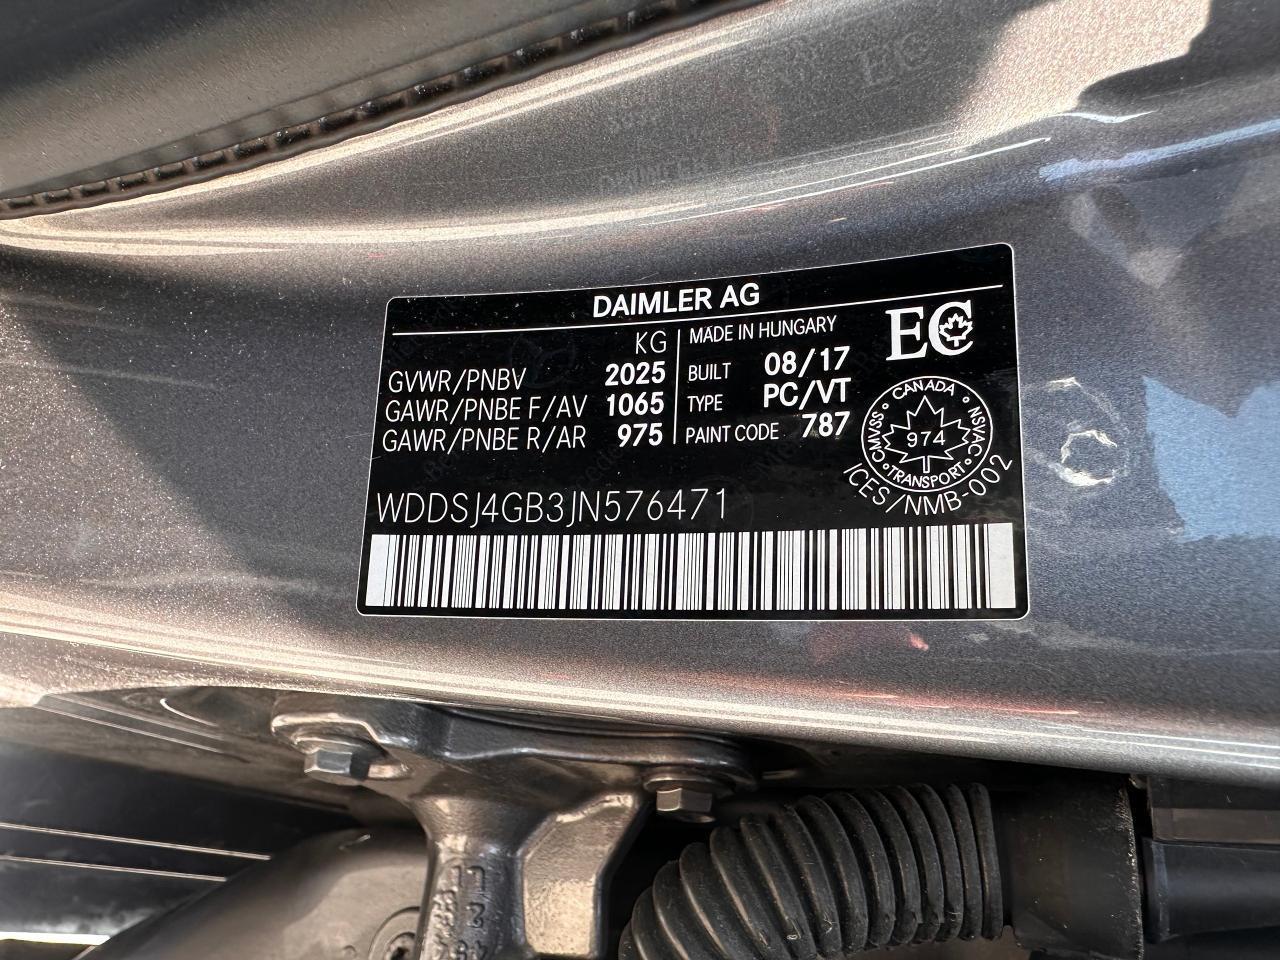 DAIMLER AG
KG
GVWR/PNBV 2025
GAWR/PNBE F/AV 1065
GAWR/PNBE R/AR 975
MADE IN HUNGARY
BUILT 08/17
TYPE PC/VT
PAINT CODE 787
EC
CANADA
CMVSS
NSVAC
974
TRANSPORT
ICES/NMB-002
WDDSJ4GB3JN576471